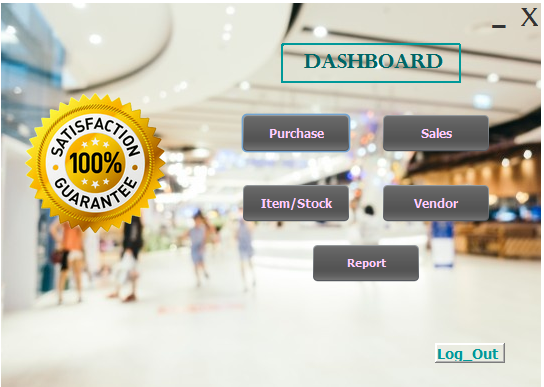 _ X
DASHBOARD
SATISFACTION
100%
GUARANTEE
Purchase
Sales
Item/Stock
Vendor
Report
Log_Out